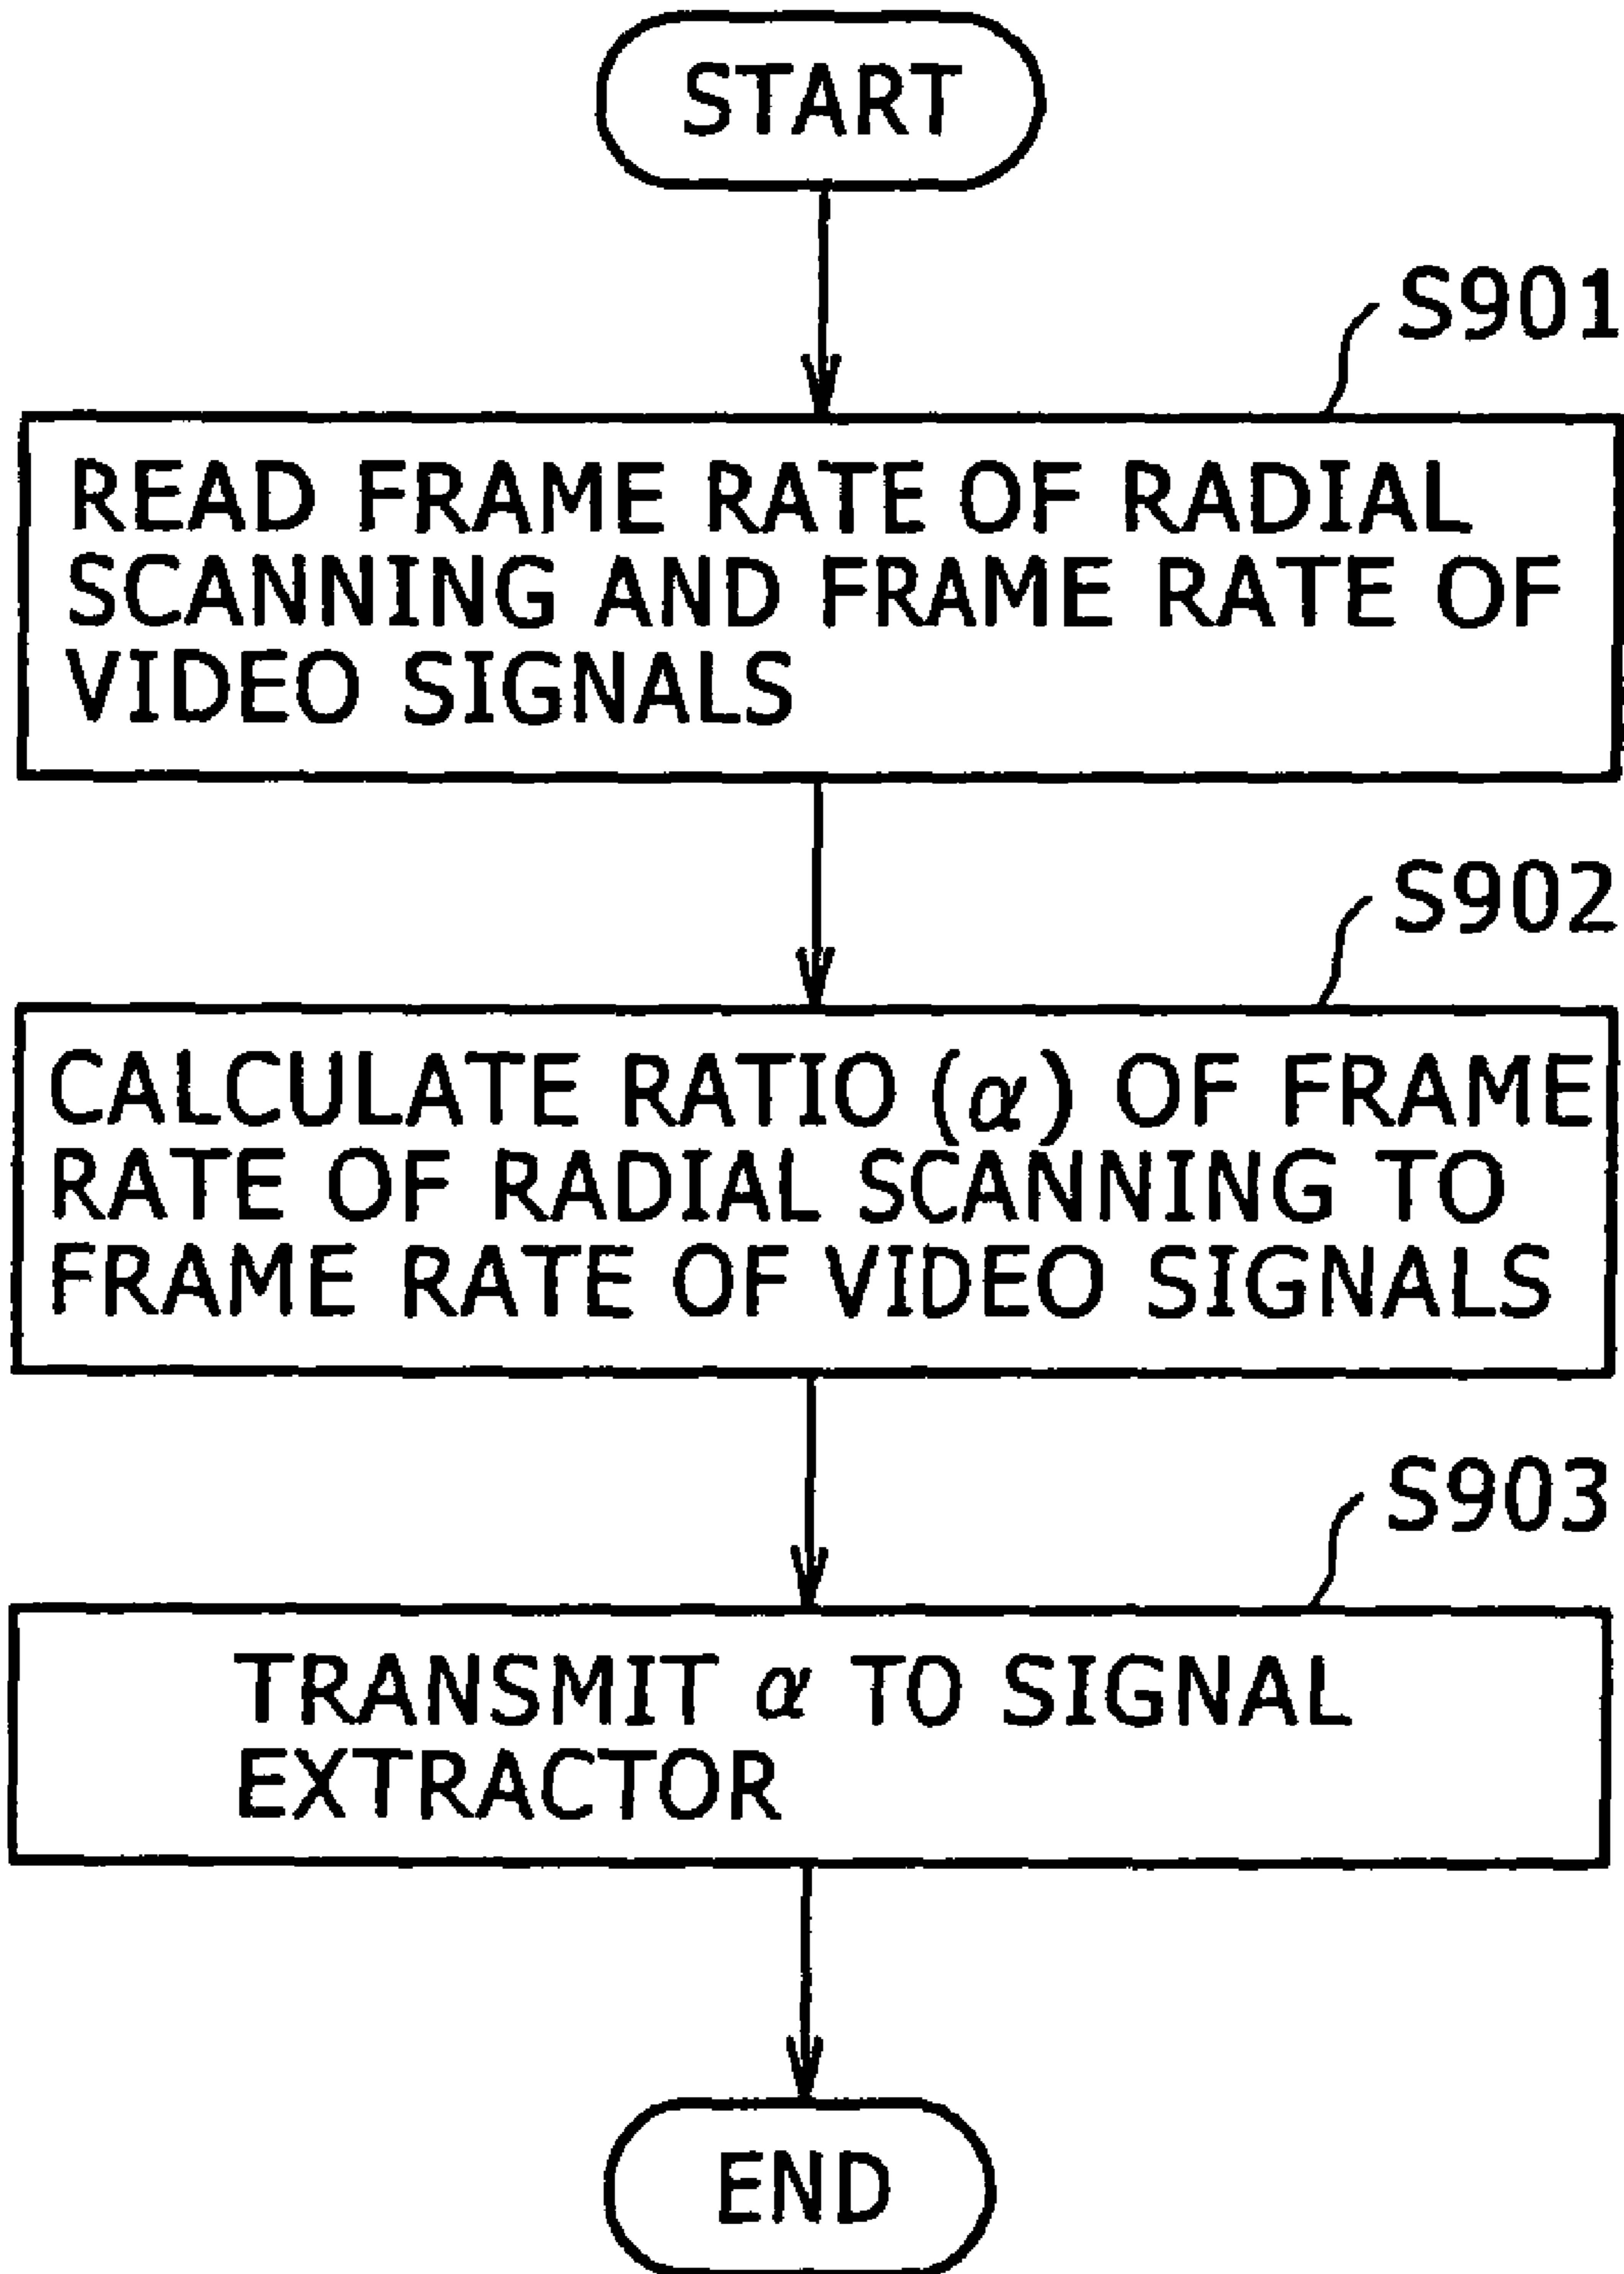 START
S901
READ FRAME RATE OF RADIAL
SCANNING AND FRAME RATE OF
VIDEO SIGNALS
S902
CALCULATE RATIO (α) OF FRAME
RATE OF RADIAL SCANNING TO
FRAME RATE OF VIDEO SIGNALS
S903
TRANSMIT α TO SIGNAL
EXTRACTOR
END